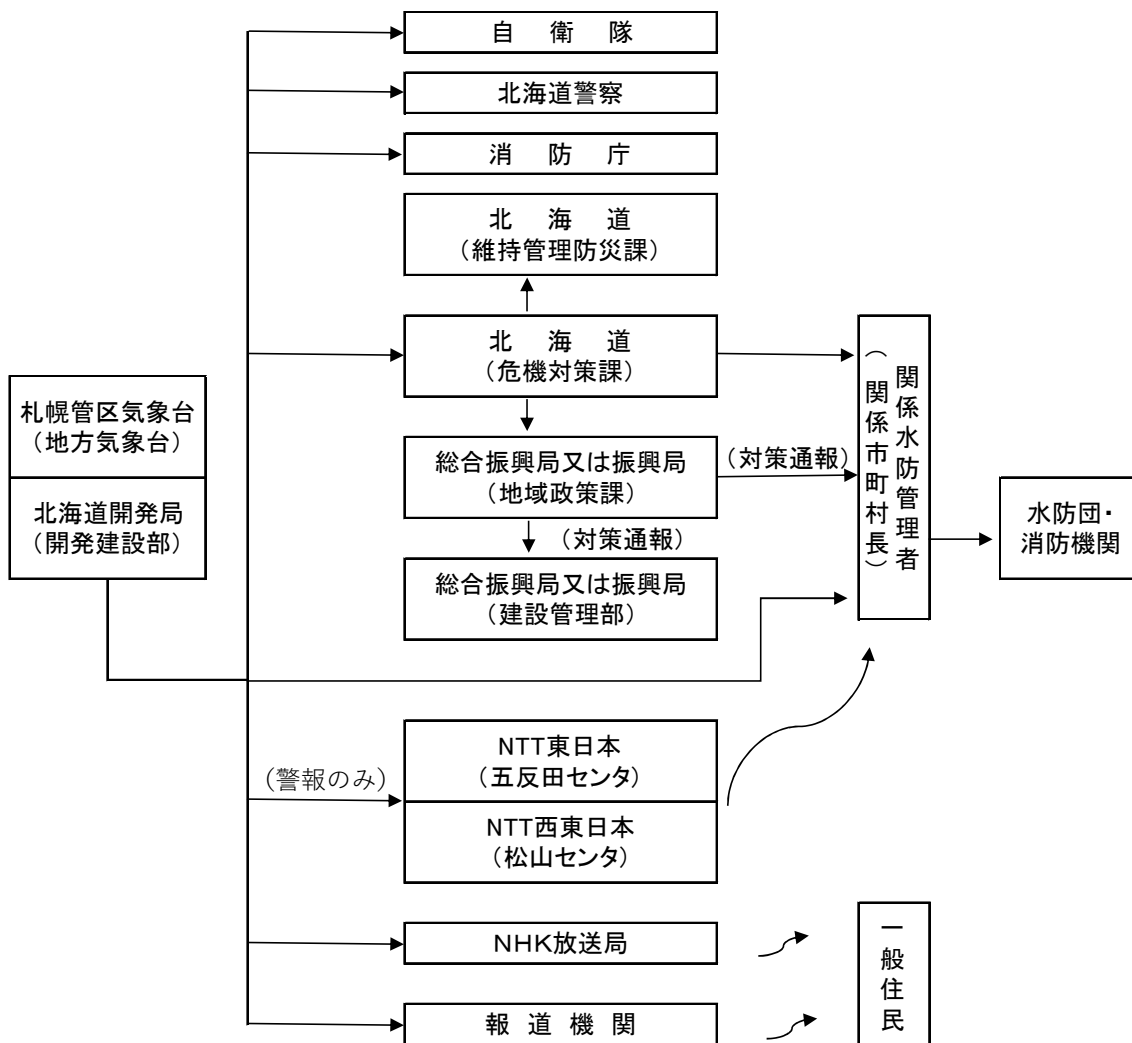 自衛隊
北海道警察
消防庁
北海道
（維持管理防災課）
北海道
（危機対策課）
札幌管区気象台
（地方気象台）
北海道開発局
（開発建設部）
総合振興局又は振興局
（地域政策課）
（対策通報）
（対策通報）
総合振興局又は振興局
（建設管理部）
関係水防管理者
（関係市町村長）
水防団・
消防機関
（警報のみ）
NTT東日本
（五反田センタ）
NTT西東日本
（松山センタ）
NHK放送局
報道機関
一般住民